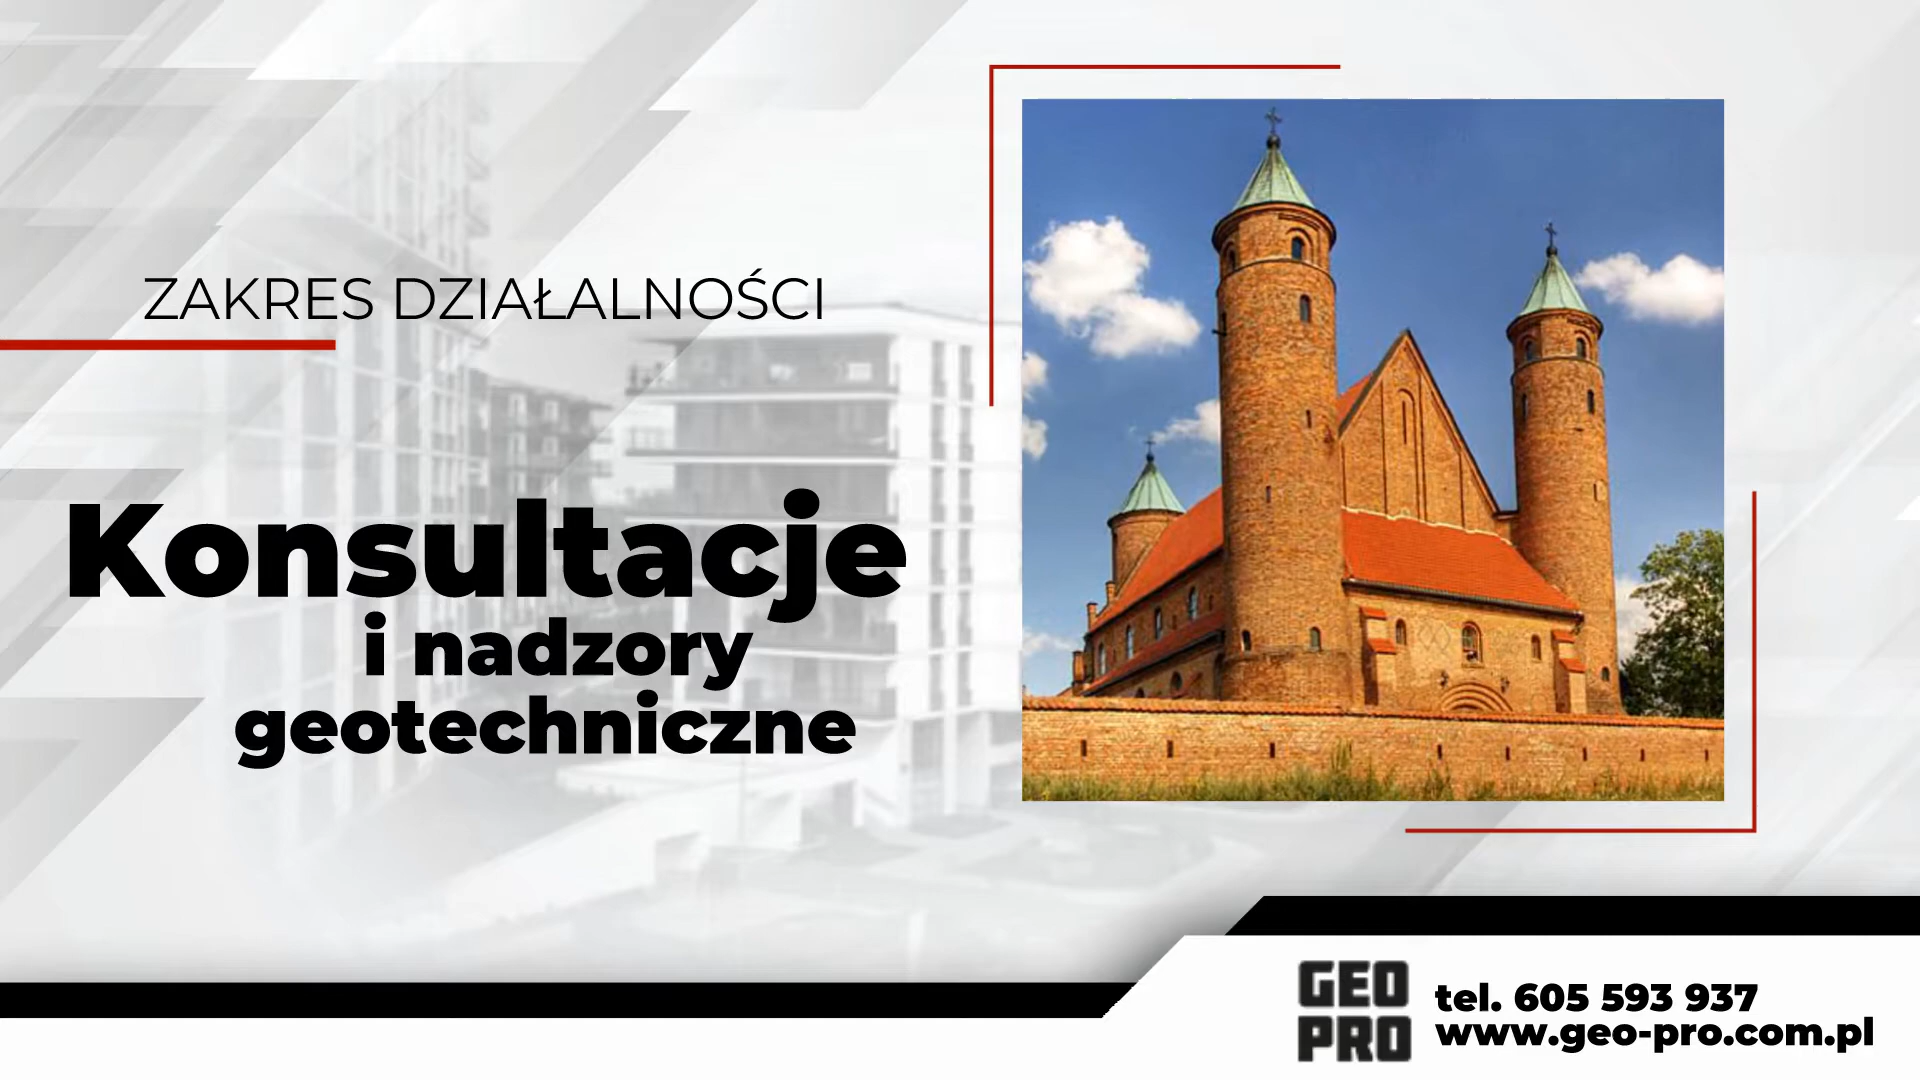 ZAKRES DZIAŁALNOŚCI
Konsultacje
i nadzory
geotechniczne
GEO
PRO
tel. 605 593 937
www.geo-pro.com.pl